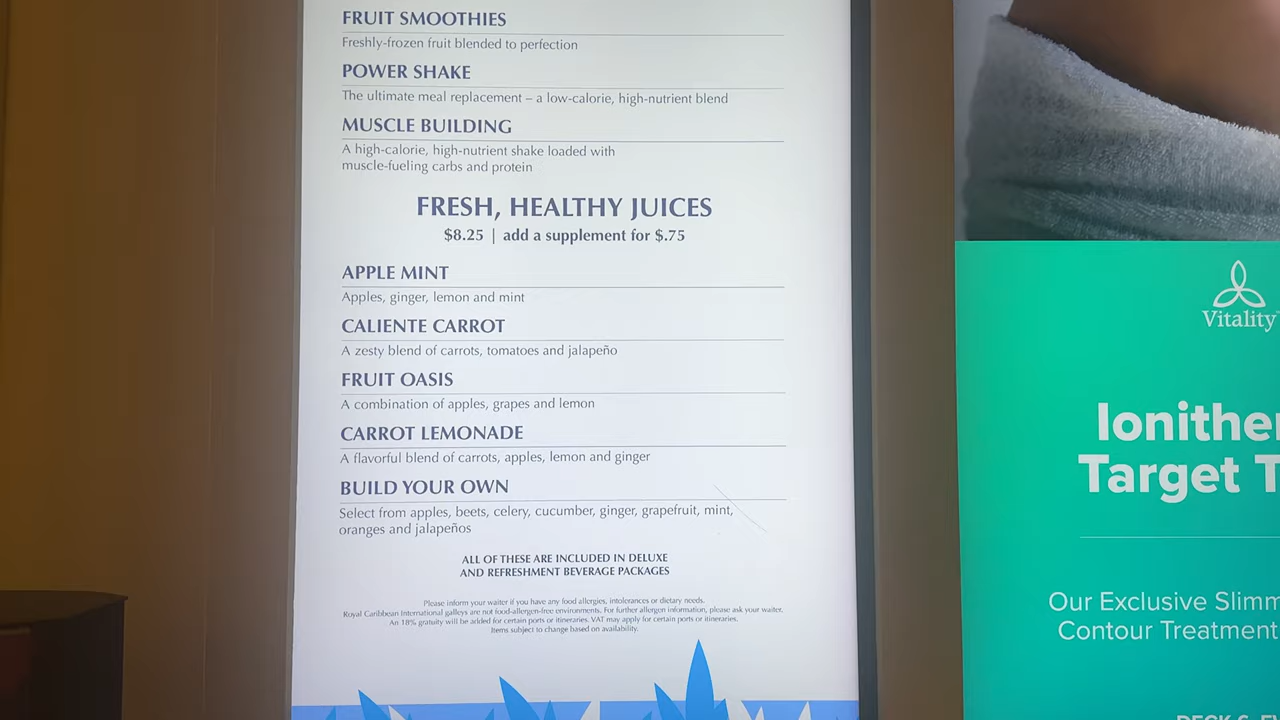 FRUIT SMOOTHIES
Freshly-frozen fruit blended to perfection
POWER SHAKE
The ultimate meal replacement – a low-calorie, high-nutrient blend
MUSCLE BUILDING
A high-calorie, high-nutrient shake loaded with
muscle-fueling carbs and protein
FRESH, HEALTHY JUICES
$8.25 | add a supplement for $.75
APPLE MINT
Apples, ginger, lemon and mint
CALIENTE CARROT
A zesty blend of carrots, tomatoes and jalapeño
FRUIT OASIS
A combination of apples, grapes and lemon
CARROT LEMONADE
A flavorful blend of carrots, apples, lemon and ginger
BUILD YOUR OWN
Select from apples, beets, celery, cucumber, ginger, grapefruit, mint,
oranges and jalapeños
ALL OF THESE ARE INCLUDED IN DELUXE
AND REFRESHMENT BEVERAGE PACKAGES
Please inform your waiter if you have any food allergies, intolerances or dietary needs.
Royal Caribbean International galleys are not food-allergen-free environments. For further allergen information, please ask your waiter.
An 18% gratuity will be added for certain ports or itineraries. VAT may apply for certain ports or itineraries.
Items subject to change based on availability.
Vitality
Ionithe
Target T
Our Exclusive Slimm
Contour Treatment
DECK 6, F